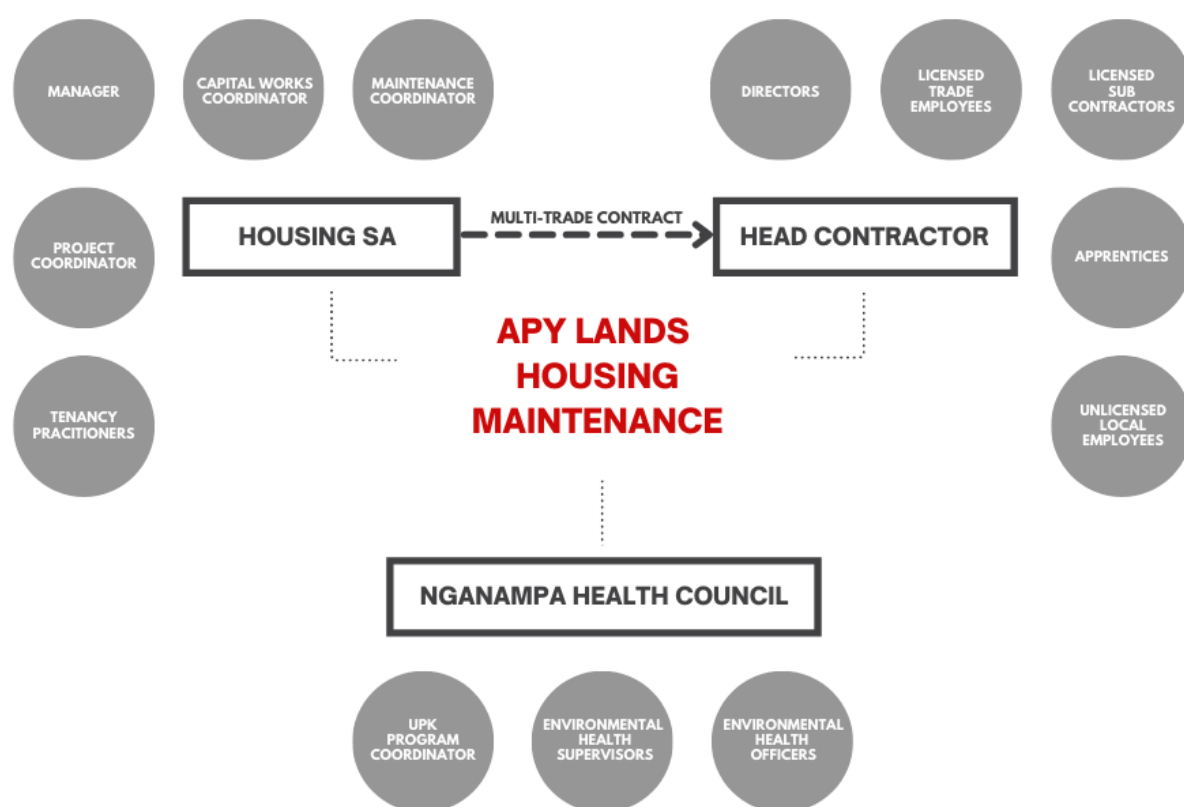 MANAGER
CAPITAL WORKS
COORDINATOR
MAINTENANCE
COORDINATOR
DIRECTORS
LICENSED
TRADE
EMPLOYEES
LICENSED
SUB
CONTRACTORS
PROJECT
COORDINATOR
HOUSING SA
MULTI-TRADE CONTRACT
HEAD CONTRACTOR
APPRENTICES
APY LANDS
HOUSING
MAINTENANCE
TENANCY
PRACITIONERS
UNLICENSED
LOCAL
EMPLOYEES
NGANAMPA HEALTH COUNCIL
UPK
PROGRAM
COORDINATOR
ENVIRONMENTAL
HEALTH
SUPERVISORS
ENVIRONMENTAL
HEALTH
OFFICERS